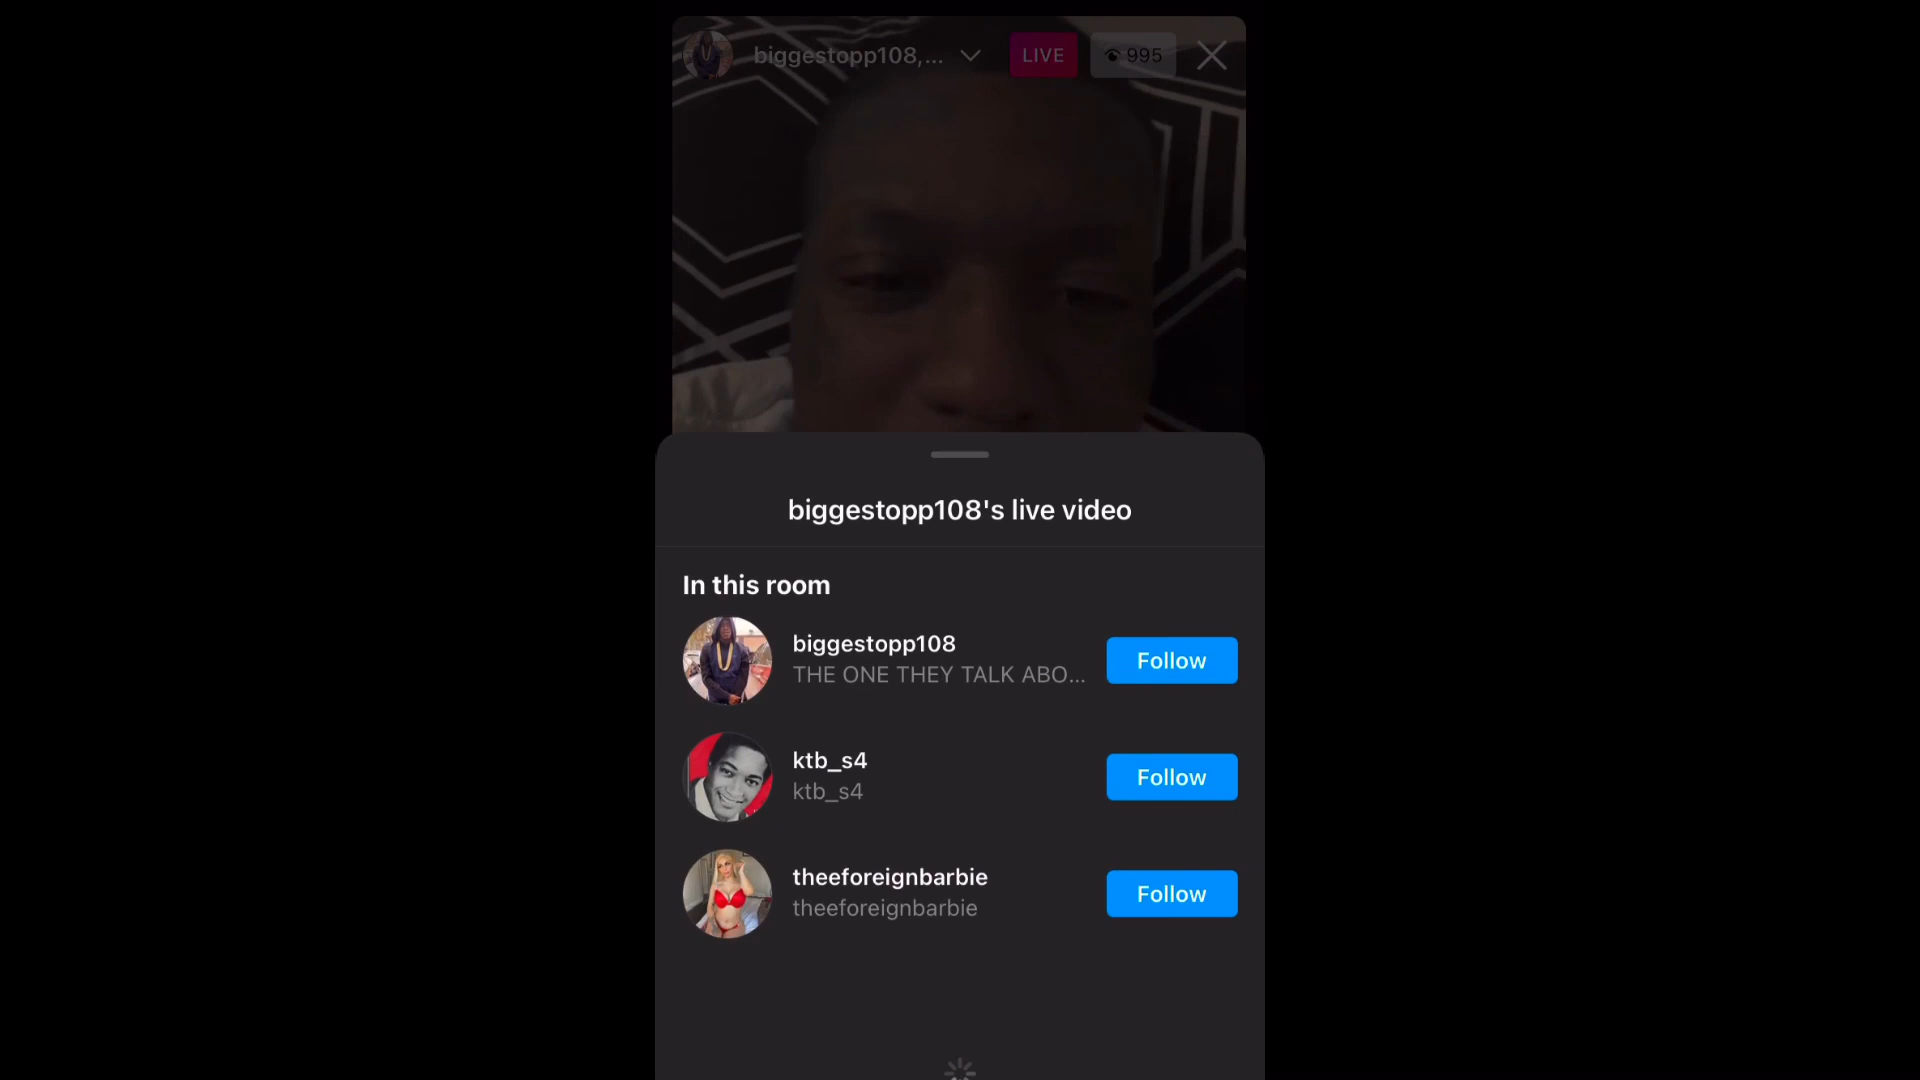 biggestopp108,...
LIVE
995
biggestopp108's live video
In this room
biggestopp108
THE ONE THEY TALK ABO...
Follow
ktb_s4
ktb_s4
Follow
theeforeignbarbie
theeforeignbarbie
Follow